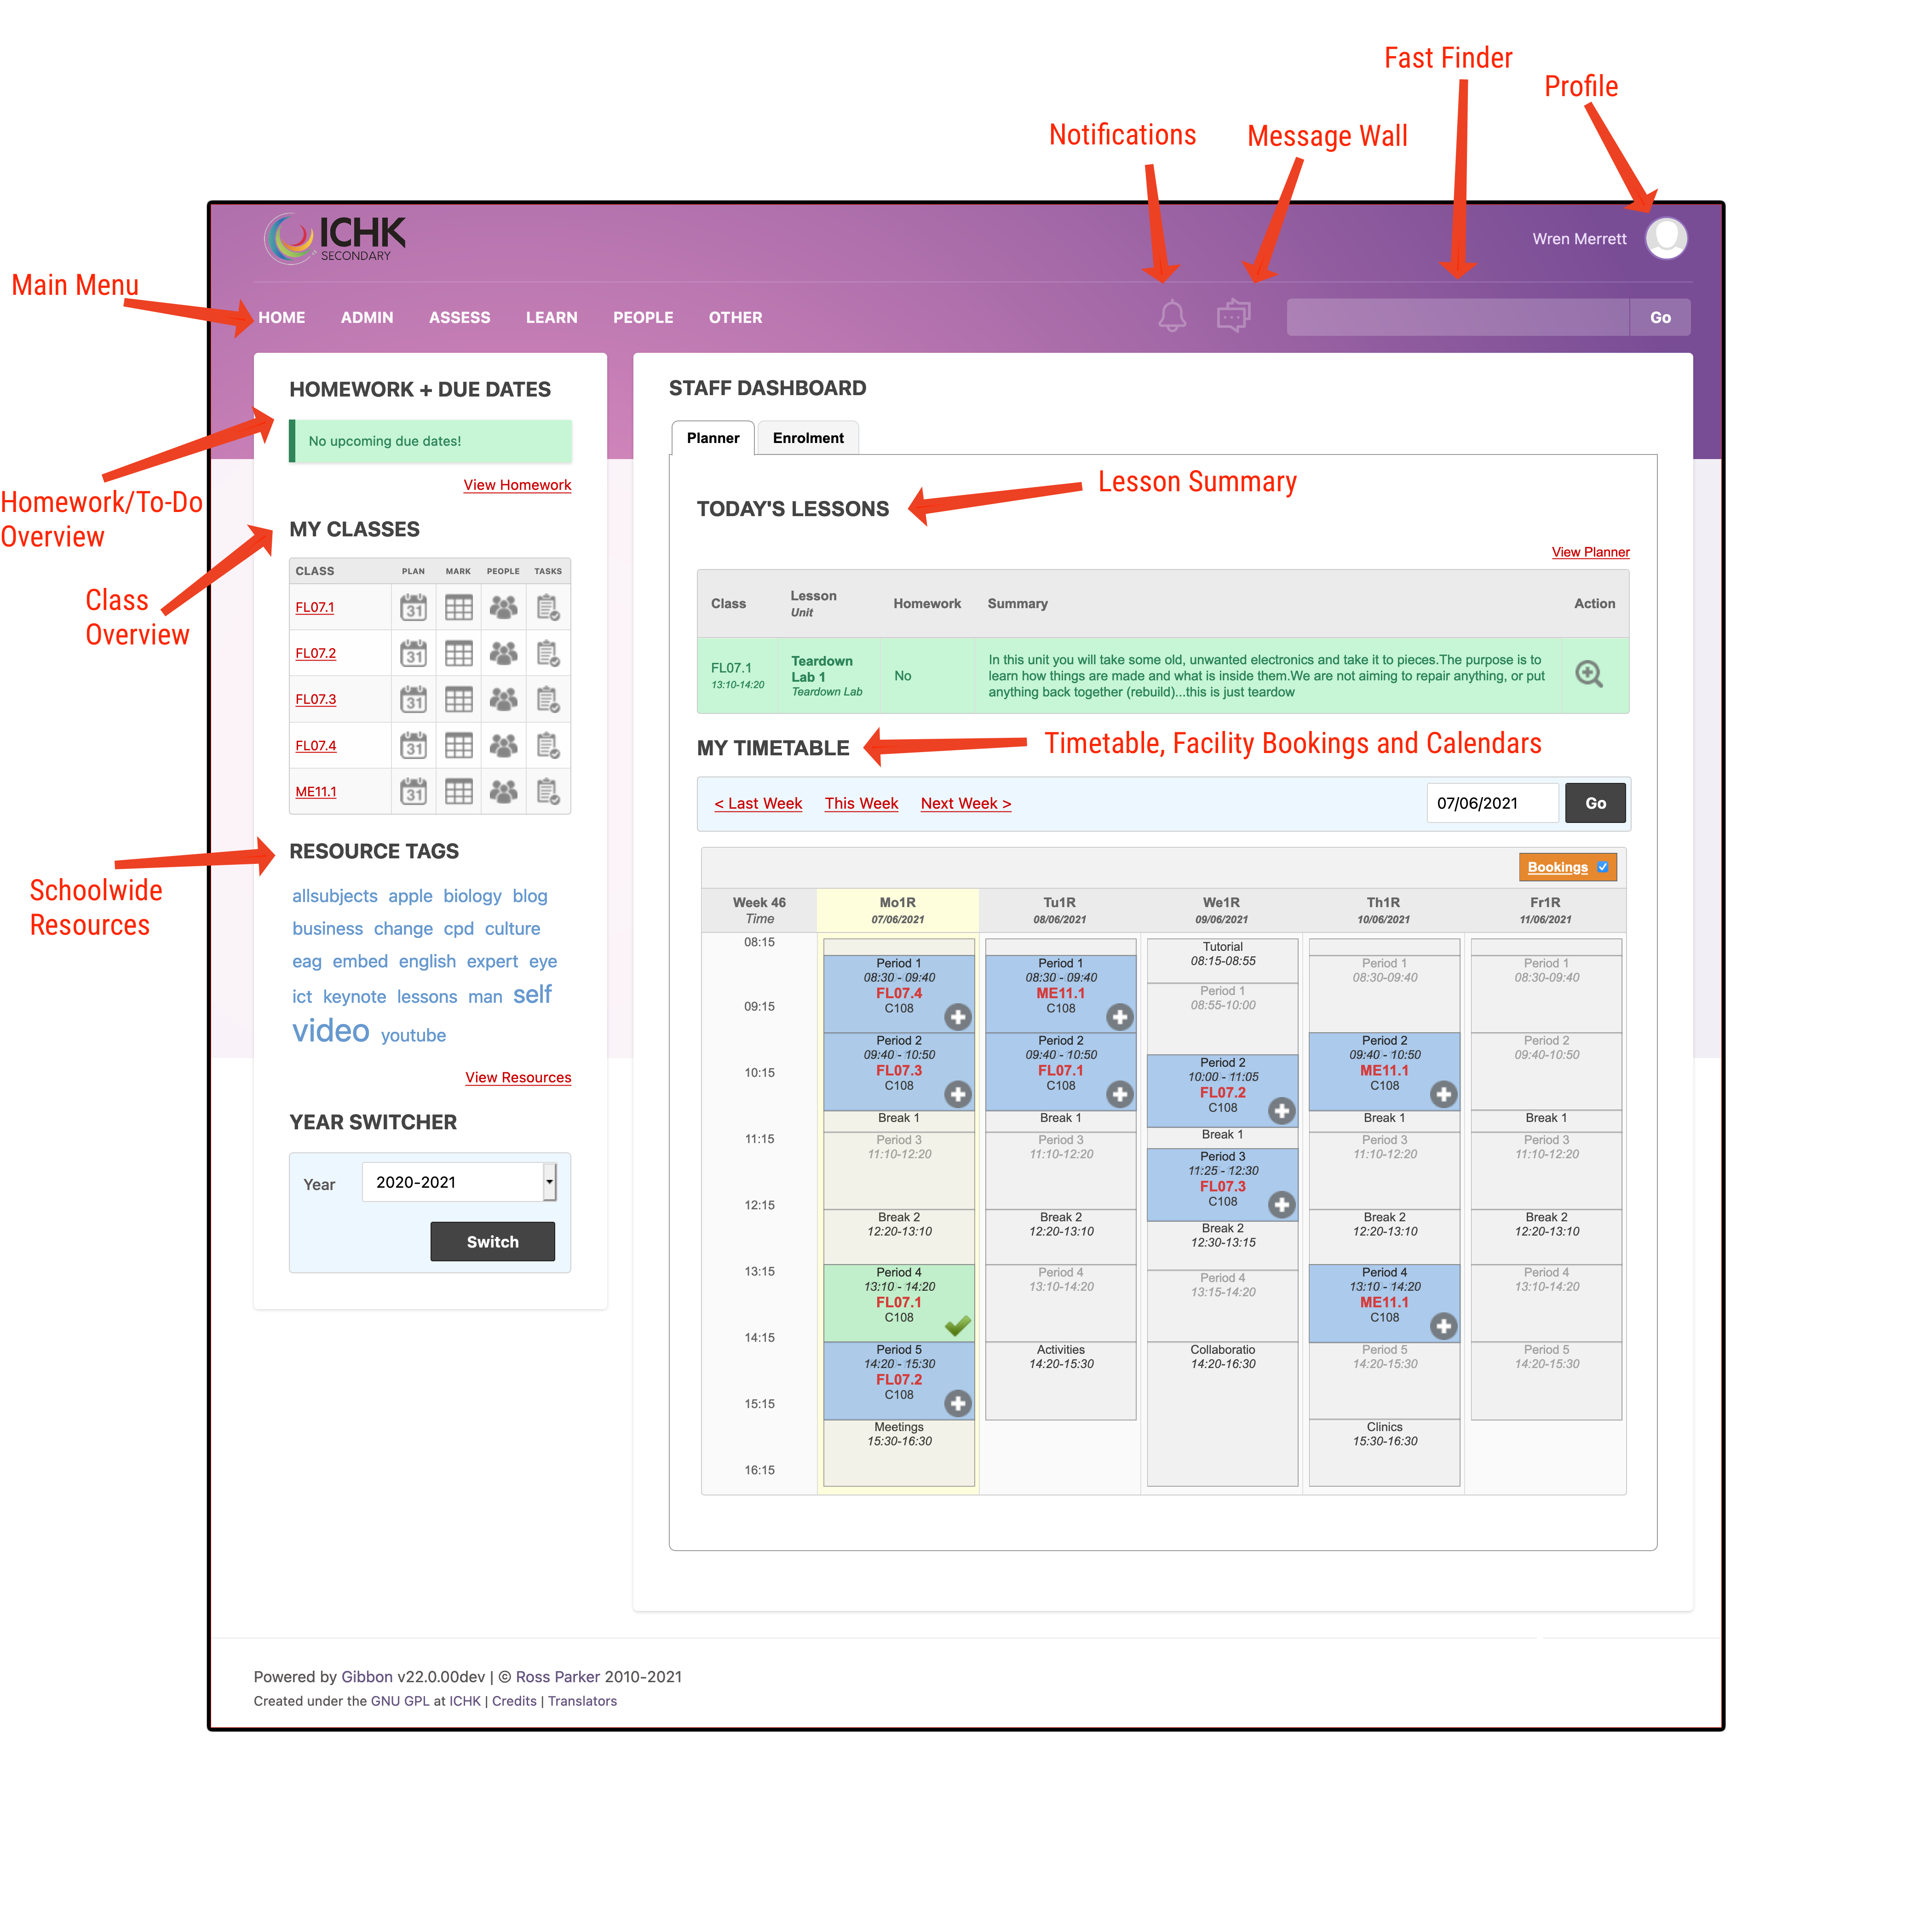 Fast Finder
Profile
Notifications
Message Wall
ICHK
SECONDARY
Wren Merrett
Main Menu
HOME ADMIN ASSESS LEARN PEOPLE OTHER
Go
HOMEWORK + DUE DATES
No upcoming due dates!
View Homework
Homework/To-Do
Overview
MY CLASSES
CLASS PLAN MARK PEOPLE TASKS
FL07.1 31
FL07.2 31
FL07.3 31
FL07.4 31
ME11.1 31
Class
Overview
RESOURCE TAGS
Schoolwide
Resources
allsubjects apple biology blog
business change cpd culture
eag embed english expert eye
ict keynote lessons man self
video youtube
View Resources
YEAR SWITCHER
Year 2020-2021
Switch
STAFF DASHBOARD
Planner Enrolment
TODAY'S LESSONS
Lesson Summary
View Planner
Class Lesson Homework Summary Action
Unit
FL07.1
13:10-14:20
Teardown
Lab 1
Teardown Lab
No
In this unit you will take some old, unwanted electronics and take it to pieces.The purpose is to
learn how things are made and what is inside them.We are not aiming to repair anything, or put
anything back together (rebuild)...this is just teardow
MY TIMETABLE
Timetable, Facility Bookings and Calendars
< Last Week This Week Next Week > 07/06/2021 Go
Bookings
Week 46 Mo1R Tu1R We1R Th1R Fr1R
Time 07/06/2021 08/06/2021 09/06/2021 10/06/2021 11/06/2021
08:15
09:15
10:15
11:15
12:15
13:15
14:15
15:15
16:15
Period 1
08:30 - 09:40
FL07.4
C108
Period 2
09:40 - 10:50
FL07.3
C108
Break 1
Period 3
11:10-12:20
Break 2
12:20-13:10
Period 4
13:10 - 14:20
FL07.1
C108
Period 5
14:20 - 15:30
FL07.2
C108
Meetings
15:30-16:30
Period 1
08:30 - 09:40
ME11.1
C108
Period 2
09:40 - 10:50
FL07.1
C108
Break 1
Period 3
11:10-12:20
Break 2
12:20-13:10
Period 4
13:10-14:20
Activities
14:20-15:30
Tutorial
08:15-08:55
Period 1
08:55-10:00
Period 2
10:00 - 11:05
FL07.2
C108
Break 1
Period 3
11:25 - 12:30
FL07.3
C108
Break 2
12:30-13:15
Period 4
13:15-14:20
Collaboratio
14:20-16:30
Period 1
08:30-09:40
Period 2
09:40 - 10:50
ME11.1
C108
Break 1
Period 3
11:10-12:20
Break 2
12:20-13:10
Period 4
13:10 - 14:20
ME11.1
C108
Period 5
14:20-15:30
Clinics
15:30-16:30
Period 1
08:30-09:40
Period 2
09:40-10:50
Break 1
Period 3
11:10-12:20
Break 2
12:20-13:10
Period 4
13:10-14:20
Period 5
14:20-15:30
Powered by Gibbon v22.0.00dev | © Ross Parker 2010-2021
Created under the GNU GPL at ICHK | Credits | Translators